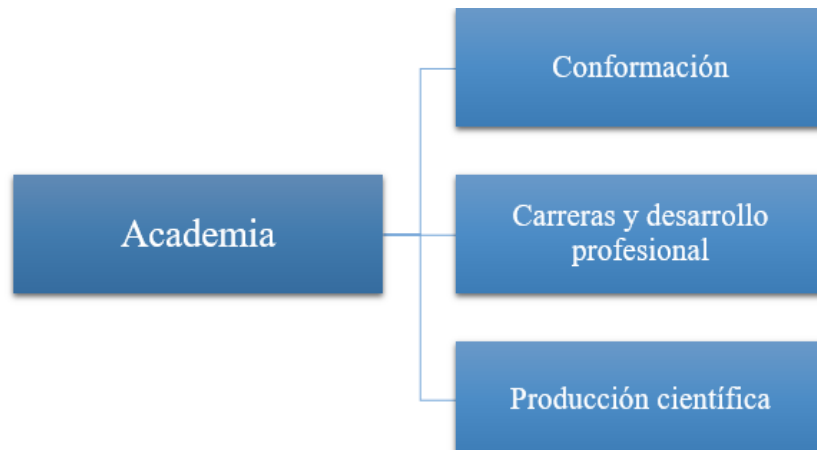 Conformación
Academia
Carreras y desarrollo
profesional
Producción científica